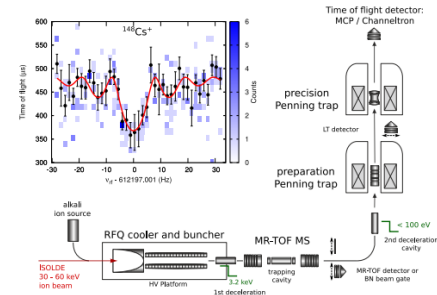 Time of flight detector:
MCP / Channeltron
148Cs+
600
550
500
450
400
350
300
Time of flight (μs)
-30
-20
-10
0
10
20
30
νd - 612197.001 (Hz)
6
5
4
3
2
1
0
Counts
precision
Penning trap
LT detector
preparation
Penning trap
alkali
ion source
< 100 eV
2nd deceleration
cavity
RFQ cooler and buncher
MR-TOF MS
ISOLDE
30 - 60 keV
ion beam
HV Platform
3.2 keV
1st deceleration
trapping
cavity
MR-TOF detector or
BN beam gate